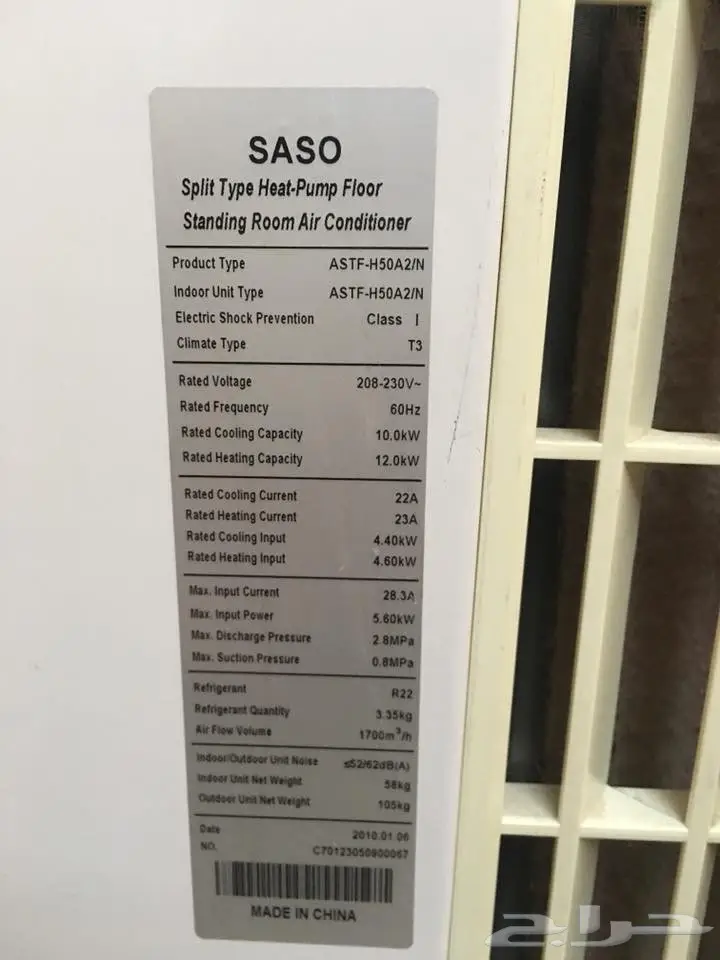 SASO
Split Type Heat-Pump Floor
Standing Room Air Conditioner
Product Type ASTF-H50A2/N
Indoor Unit Type ASTF-H50A2/N
Electric Shock Prevention Class I
Climate Type T3
Rated Voltage 208-230V~
Rated Frequency 60Hz
Rated Cooling Capacity 10.0kW
Rated Heating Capacity 12.0kW
Rated Cooling Current 22A
Rated Heating Current 23A
Rated Cooling Input 4.40kW
Rated Heating Input 4.60kW
Max. Input Current 28.3A
Max. Input Power 5.60kW
Max. Discharge Pressure 2.8MPa
Max. Suction Pressure 0.8MPa
Refrigerant R22
Refrigerant Quantity 3.35kg
Air Flow Volume 1700m³/h
Indoor/Outdoor Unit Noise ≤52/62dB(A)
Indoor Unit Net Weight 58kg
Outdoor Unit Net Weight 105kg
Date 2010.01.06
NO. C70123050900067
MADE IN CHINA
حراج